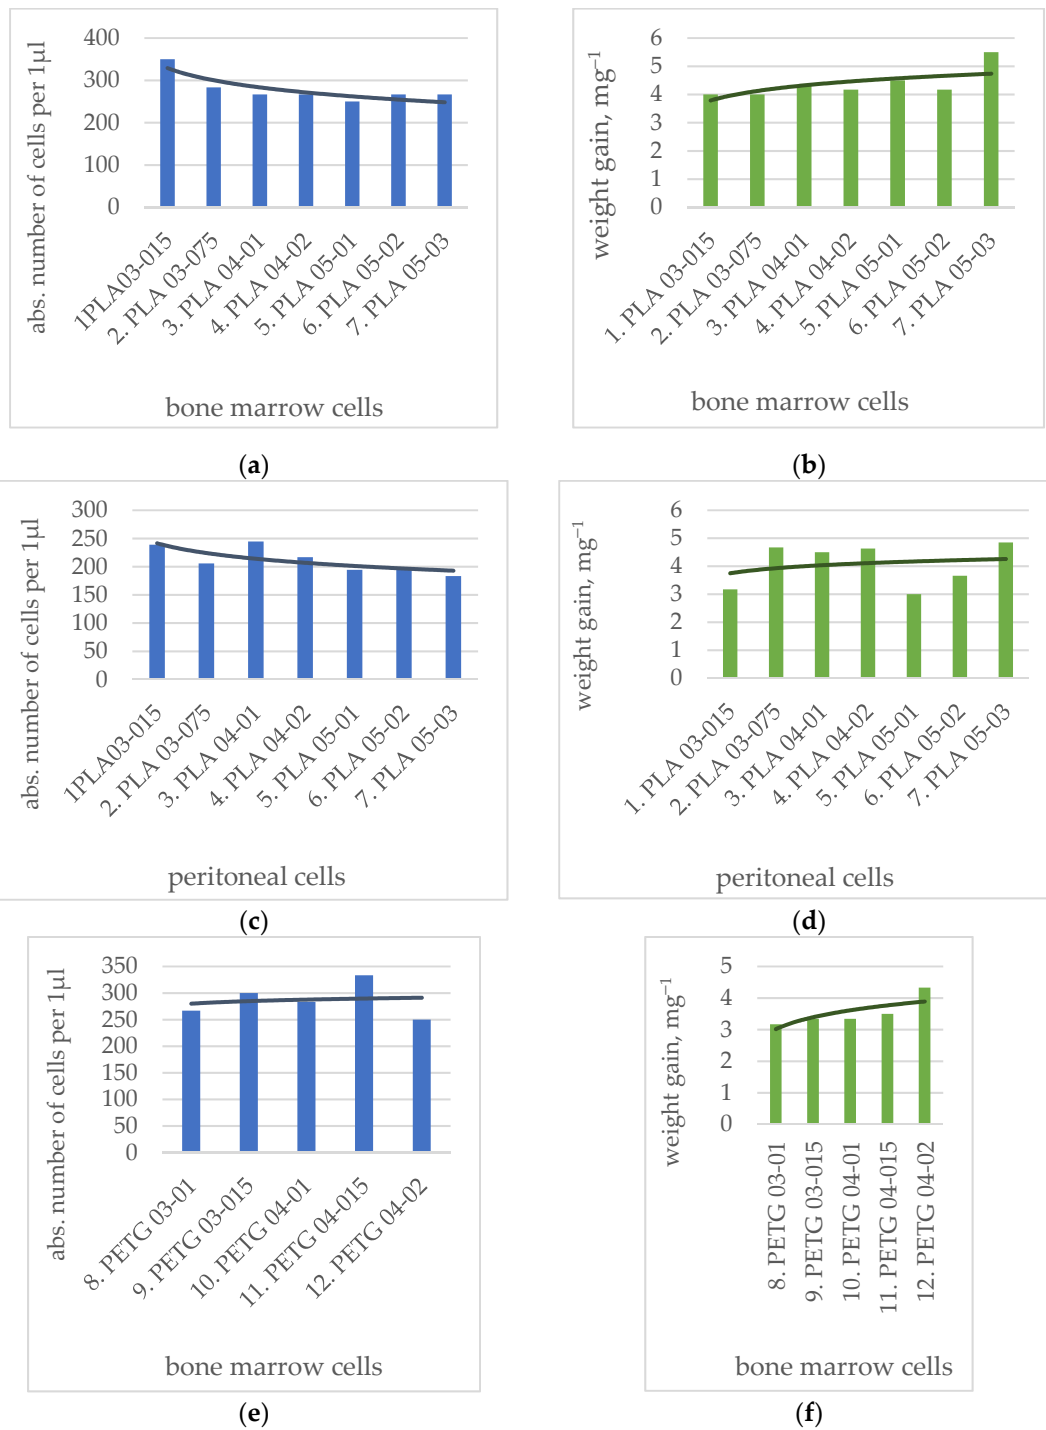 abs. number of cells per 1µl
400
300
200
100
0
1PLA03-015
2. PLA 03-075
3. PLA 04-01
4. PLA 04-02
5. PLA 05-01
6. PLA 05-02
7. PLA 05-03
bone marrow cells
(a)
weight gain, mg⁻¹
6
5
4
3
2
1
0
1. PLA 03-015
2. PLA 03-075
3. PLA 04-01
4. PLA 04-02
5. PLA 05-01
6. PLA 05-02
7. PLA 05-03
bone marrow cells
(b)
abs. number of cells per 1µl
300
250
200
150
100
50
0
1PLA03-015
2. PLA 03-075
3. PLA 04-01
4. PLA 04-02
5. PLA 05-01
6. PLA 05-02
7. PLA 05-03
peritoneal cells
(c)
weight gain, mg⁻¹
6
5
4
3
2
1
0
1. PLA 03-015
2. PLA 03-075
3. PLA 04-01
4. PLA 04-02
5. PLA 05-01
6. PLA 05-02
7. PLA 05-03
peritoneal cells
(d)
abs. number of cells per 1µl
350
300
250
200
150
100
50
0
8. PETG 03-01
9. PETG 03-015
10. PETG 04-01
11. PETG 04-015
12. PETG 04-02
bone marrow cells
(e)
weight gain, mg⁻¹
5
4
3
2
1
0
8. PETG 03-01
9. PETG 03-015
10. PETG 04-01
11. PETG 04-015
12. PETG 04-02
bone marrow cells
(f)